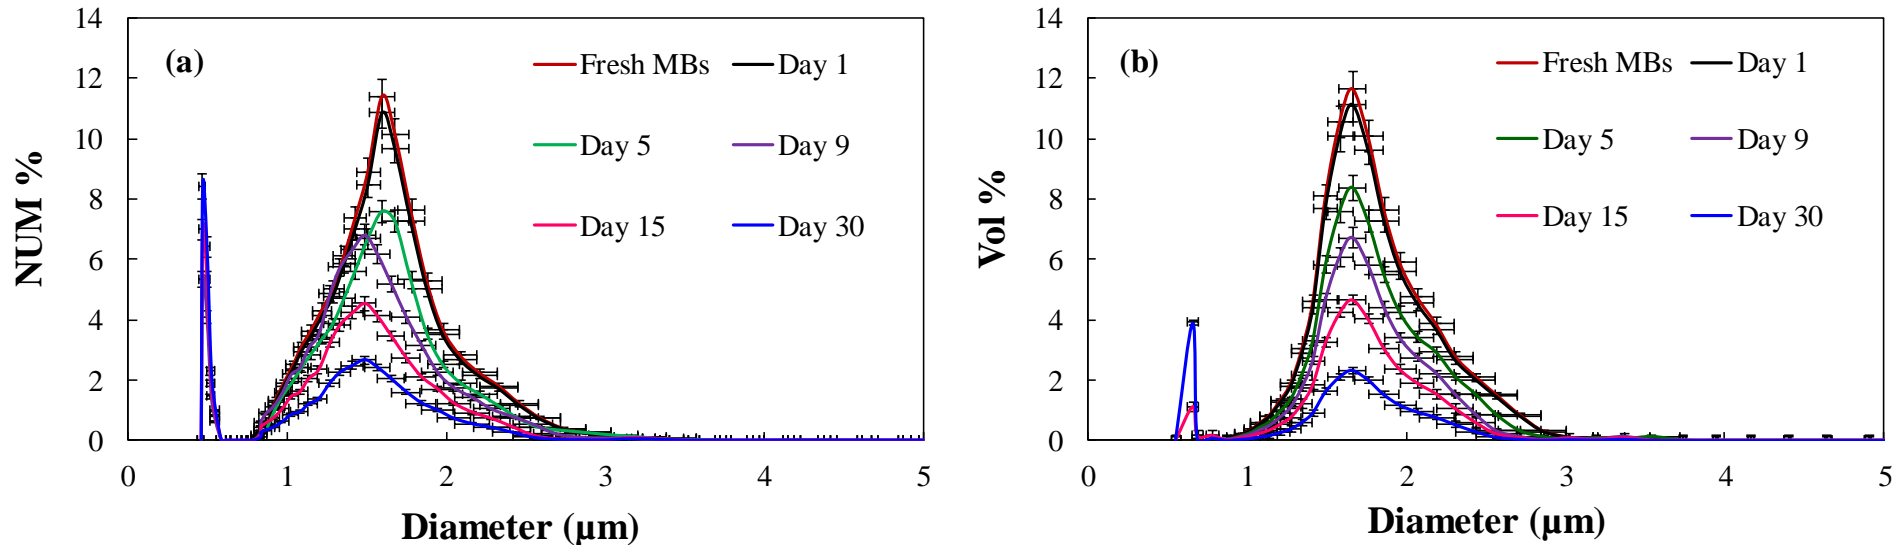 14
12
10
8
6
4
2
0
NUM %
(a)
Fresh MBs
Day 1
Day 5
Day 9
Day 15
Day 30
0 1 2 3 4 5
Diameter (µm)
14
12
10
8
6
4
2
0
Vol %
(b)
Fresh MBs
Day 1
Day 5
Day 9
Day 15
Day 30
0 1 2 3 4 5
Diameter (µm)